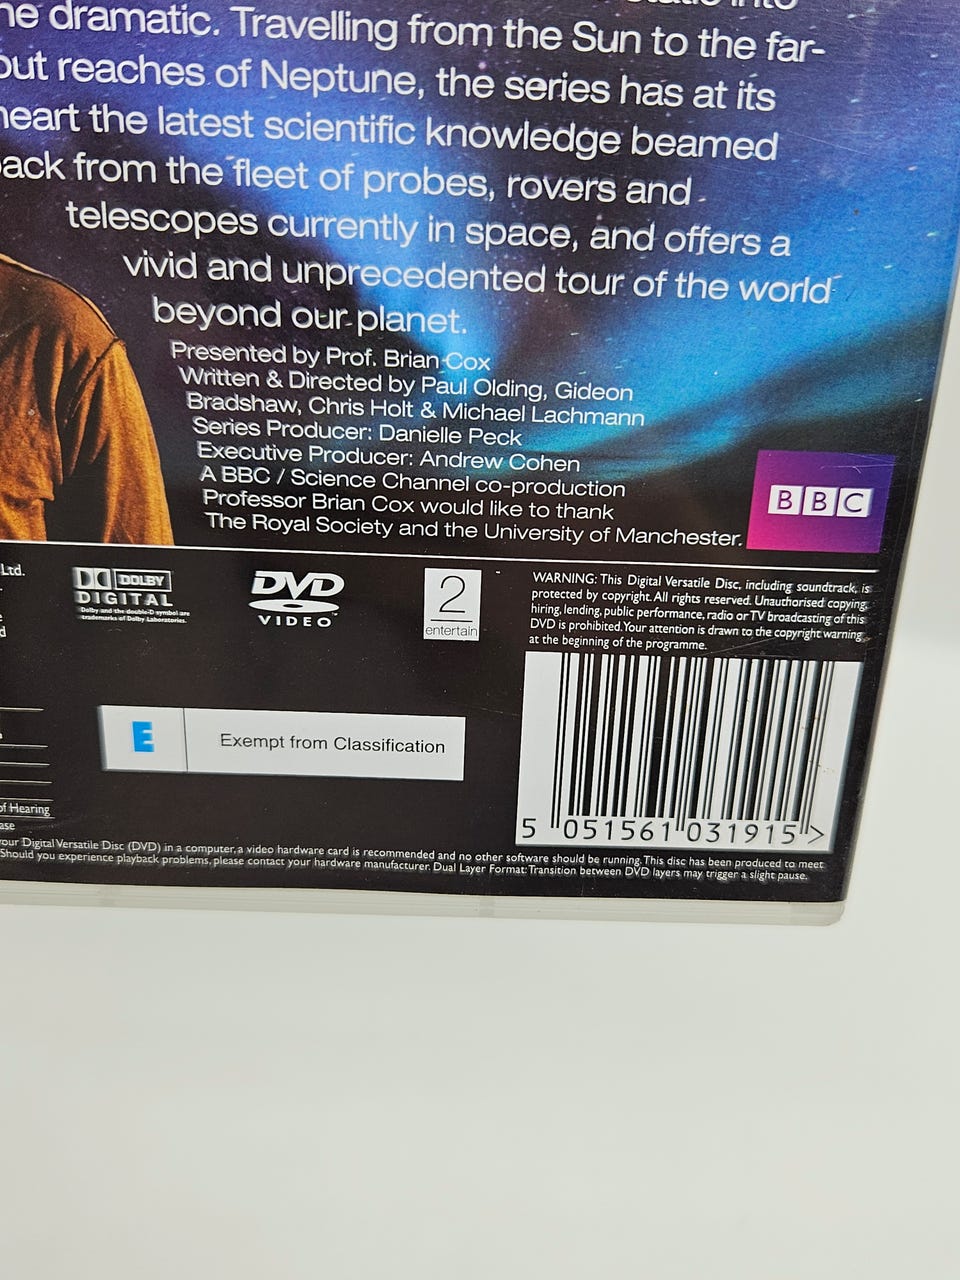 into
he dramatic. Travelling from the Sun to the far-
out reaches of Neptune, the series has at its
heart the latest scientific knowledge beamed
back from the fleet of probes, rovers and
telescopes currently in space, and offers a
vivid and unprecedented tour of the world
beyond our planet.
Presented by Prof. Brian Cox
Written & Directed by Paul Olding, Gideon
Bradshaw, Chris Holt & Michael Lachmann
Series Producer: Danielle Peck
Executive Producer: Andrew Cohen
A BBC / Science Channel co-production
Professor Brian Cox would like to thank
The Royal Society and the University of Manchester.
BBC
Ltd.
DOLBY
DIGITAL
Dolby and the double-D symbol are
trademarks of Dolby Laboratories.
DVD
VIDEO
2
entertain
WARNING: This Digital Versatile Disc, including soundtrack, is
protected by copyright. All rights reserved. Unauthorised copying,
hiring, lending, public performance, radio or TV broadcasting of this
DVD is prohibited. Your attention is drawn to the copyright warning
at the beginning of the programme.
E
Exempt from Classification
of Hearing
5 051561 031915 >
your Digital Versatile Disc (DVD) in a computer, a video hardware card is recommended and no other software should be running. This disc has been produced to meet
Should you experience playback problems, please contact your hardware manufacturer. Dual Layer Format: Transition between DVD layers may trigger a slight pause.